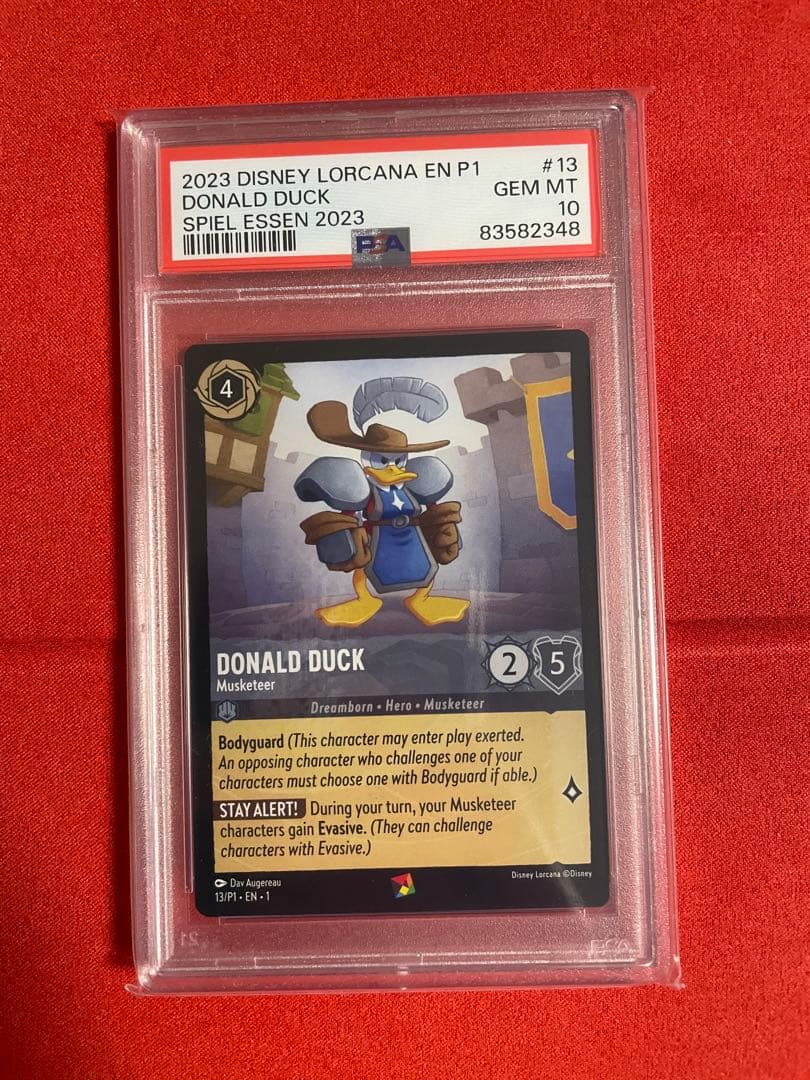 2023 DISNEY LORCANA EN P1 #13
DONALD DUCK GEM MT
SPIEL ESSEN 2023 10
PSA 83582348
4
DONALD DUCK 2 5
Musketeer
Dreamborn • Hero • Musketeer
Bodyguard (This character may enter play exerted.
An opposing character who challenges one of your
characters must choose one with Bodyguard if able.)
STAY ALERT! During your turn, your Musketeer
characters gain Evasive. (They can challenge
characters with Evasive.)
Dav Augereau Disney Lorcana ©Disney
13/P1 • EN • 1
PSA